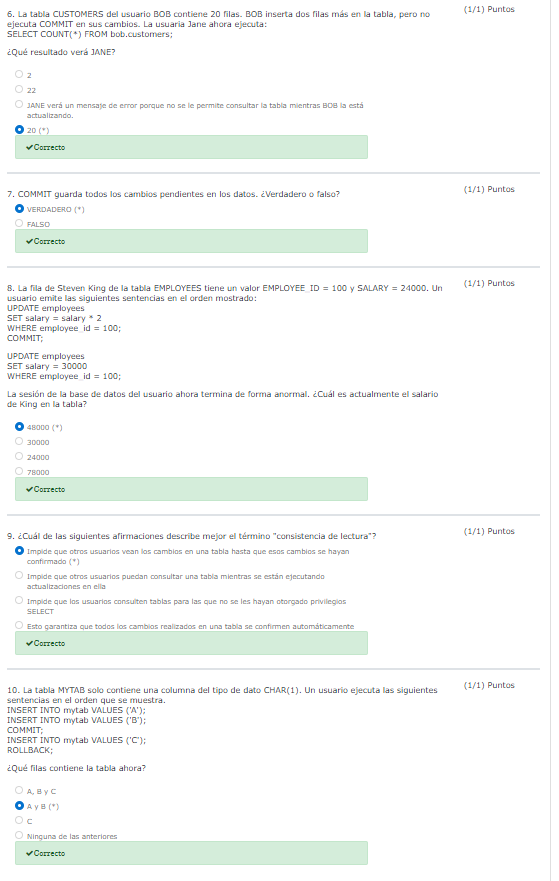 6. La tabla CUSTOMERS del usuario BOB contiene 20 filas. BOB inserta dos filas más en la tabla, pero no
(1/1) Puntos
ejecuta COMMIT en sus cambios. La usuaria Jane ahora ejecuta:
SELECT COUNT(*) FROM bob.customers;
¿Qué resultado verá JANE?
2
22
JANE verá un mensaje de error porque no se le permite consultar la tabla mientras BOB la está
actualizando.
20 (*)
✔Correcto
7. COMMIT guarda todos los cambios pendientes en los datos. ¿Verdadero o falso?
(1/1) Puntos
VERDADERO (*)
FALSO
✔Correcto
8. La fila de Steven King de la tabla EMPLOYEES tiene un valor EMPLOYEE_ID = 100 y SALARY = 24000. Un
(1/1) Puntos
usuario emite las siguientes sentencias en el orden mostrado:
UPDATE employees
SET salary = salary * 2
WHERE employee_id = 100;
COMMIT;
UPDATE employees
SET salary = 30000
WHERE employee_id = 100;
La sesión de la base de datos del usuario ahora termina de forma anormal. ¿Cuál es actualmente el salario
de King en la tabla?
48000 (*)
30000
24000
78000
✔Correcto
9. ¿Cuál de las siguientes afirmaciones describe mejor el término "consistencia de lectura"?
(1/1) Puntos
Impide que otros usuarios vean los cambios en una tabla hasta que esos cambios se hayan
confirmado (*)
Impide que otros usuarios puedan consultar una tabla mientras se están ejecutando
actualizaciones en ella
Impide que los usuarios consulten tablas para las que no se les hayan otorgado privilegios
SELECT
Esto garantiza que todos los cambios realizados en una tabla se confirmen automáticamente
✔Correcto
10. La tabla MYTAB solo contiene una columna del tipo de dato CHAR(1). Un usuario ejecuta las siguientes
(1/1) Puntos
sentencias en el orden que se muestra.
INSERT INTO mytab VALUES ('A');
INSERT INTO mytab VALUES ('B');
COMMIT;
INSERT INTO mytab VALUES ('C');
ROLLBACK;
¿Qué filas contiene la tabla ahora?
A, B y C
A y B (*)
C
Ninguna de las anteriores
✔Correcto